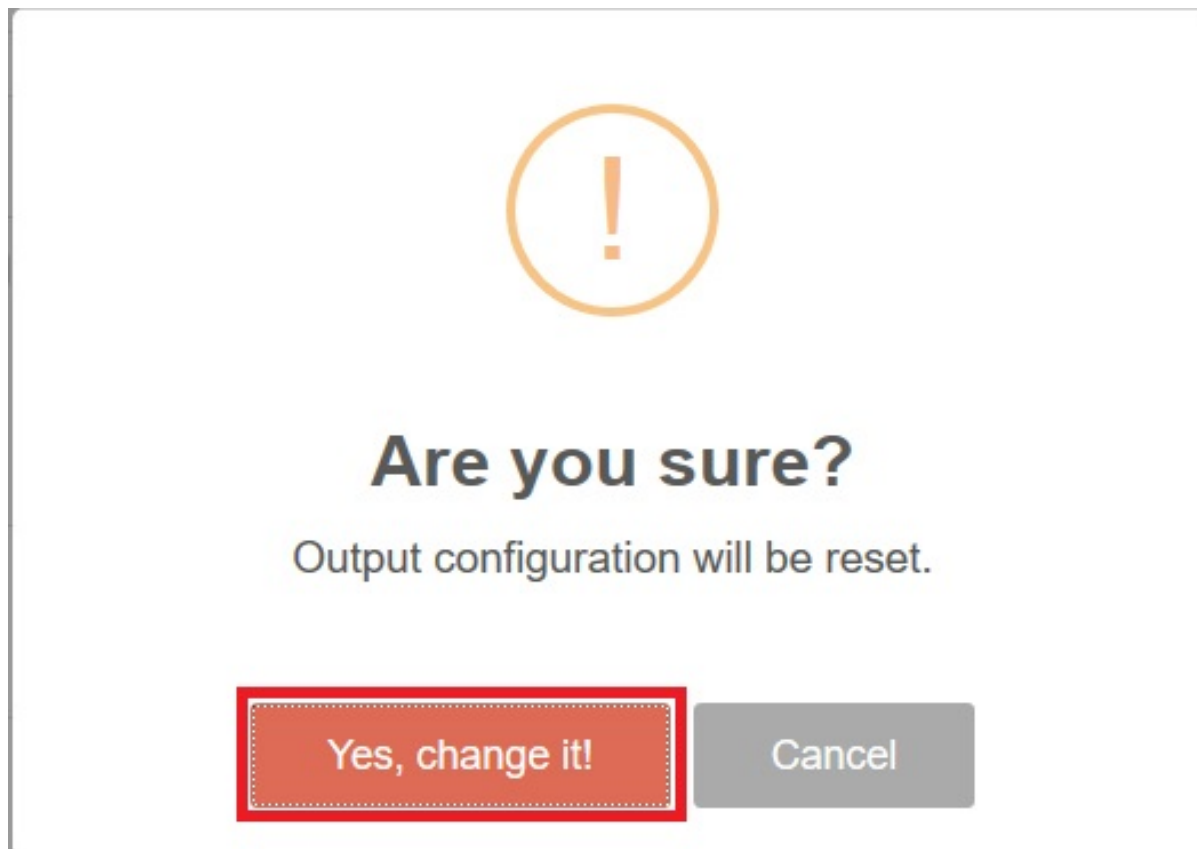 !
Are you sure?
Output configuration will be reset.
Yes, change it! Cancel